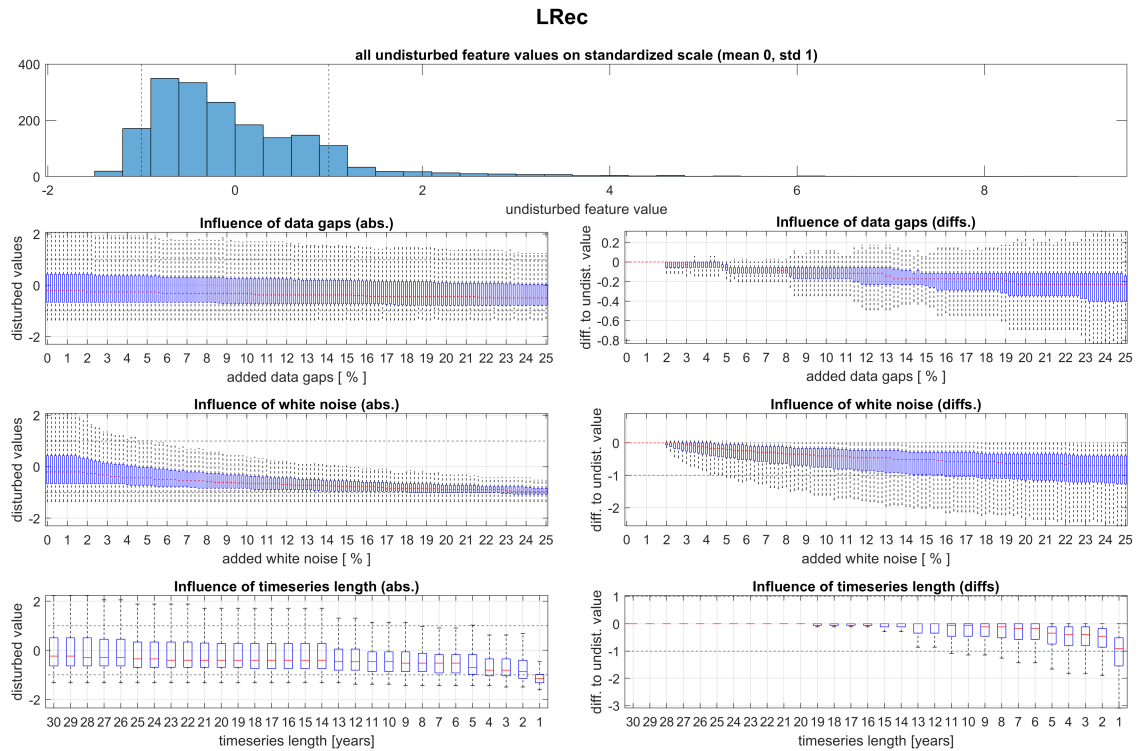 LRec
all undisturbed feature values on standardized scale (mean 0, std 1)
400
200
0
-2 0 2 4 6 8
undisturbed feature value
Influence of data gaps (abs.)
disturbed values
2
0
-2
0 1 2 3 4 5 6 7 8 9 10 11 12 13 14 15 16 17 18 19 20 21 22 23 24 25
added data gaps [ % ]
Influence of data gaps (diffs.)
diff. to undist. value
0.2
0
-0.2
-0.4
-0.6
-0.8
0 1 2 3 4 5 6 7 8 9 10 11 12 13 14 15 16 17 18 19 20 21 22 23 24 25
added data gaps [ % ]
Influence of white noise (abs.)
disturbed values
2
0
-2
0 1 2 3 4 5 6 7 8 9 10 11 12 13 14 15 16 17 18 19 20 21 22 23 24 25
added white noise [ % ]
Influence of white noise (diffs.)
diff. to undist. value
0
-1
-2
0 1 2 3 4 5 6 7 8 9 10 11 12 13 14 15 16 17 18 19 20 21 22 23 24 25
added white noise [ % ]
Influence of timeseries length (abs.)
disturbed value
2
0
-2
30 29 28 27 26 25 24 23 22 21 20 19 18 17 16 15 14 13 12 11 10 9 8 7 6 5 4 3 2 1
timeseries length [years]
Influence of timeseries length (diffs)
diff. to undist. value
1
0
-1
-2
-3
30 29 28 27 26 25 24 23 22 21 20 19 18 17 16 15 14 13 12 11 10 9 8 7 6 5 4 3 2 1
timeseries length [years]